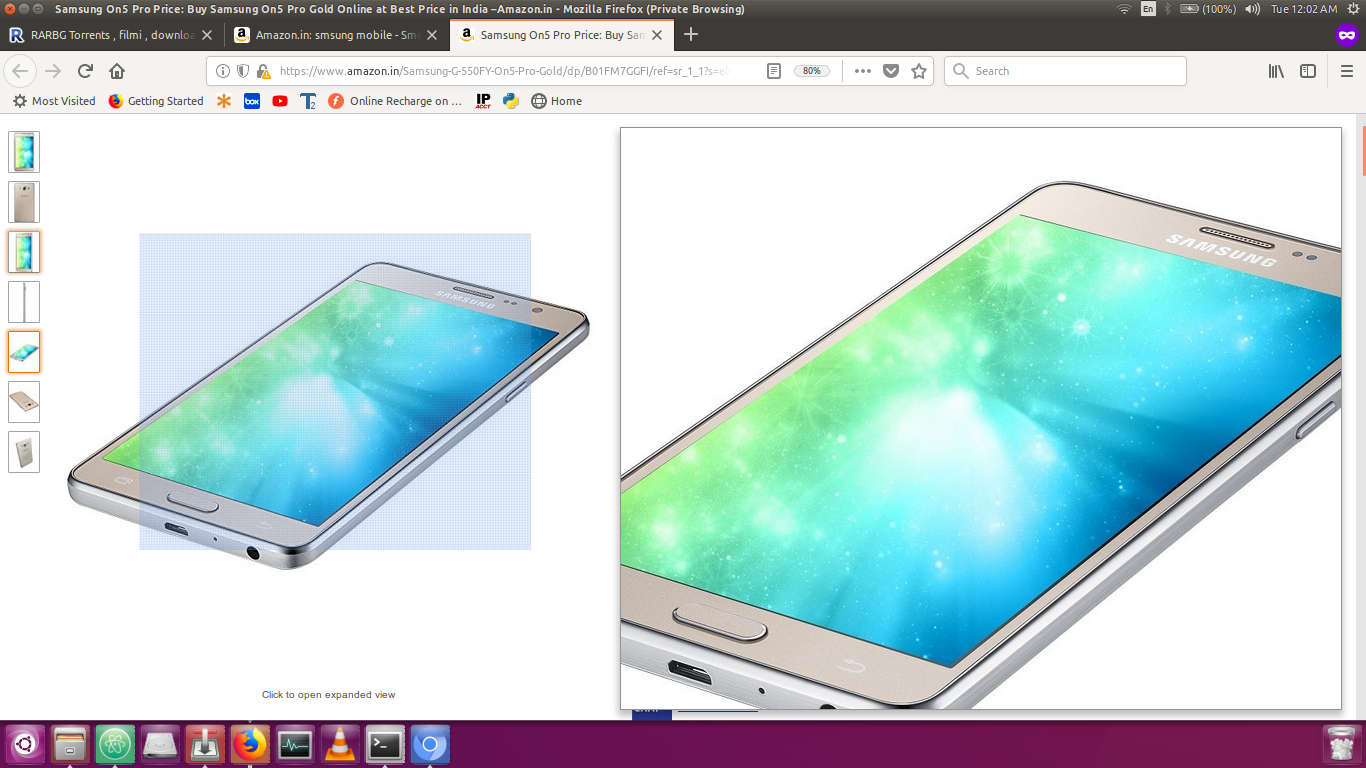 Samsung On5 Pro Price: Buy Samsung On5 Pro Gold Online at Best Price in India –Amazon.in - Mozilla Firefox (Private Browsing)
En
(100%)
Tue 12:02 AM
RARBG Torrents , filmi , downloa
Amazon.in: smsung mobile - Sma
Samsung On5 Pro Price: Buy Sam
https://www.amazon.in/Samsung-G-550FY-On5-Pro-Gold/dp/B01FM7GGFI/ref=sr_1_1?s=el
80%
Search
Most Visited
Getting Started
box
T2
Online Recharge on ...
IP
ACCT
Home
SAMSUNG
SAMSUNG
Click to open expanded view